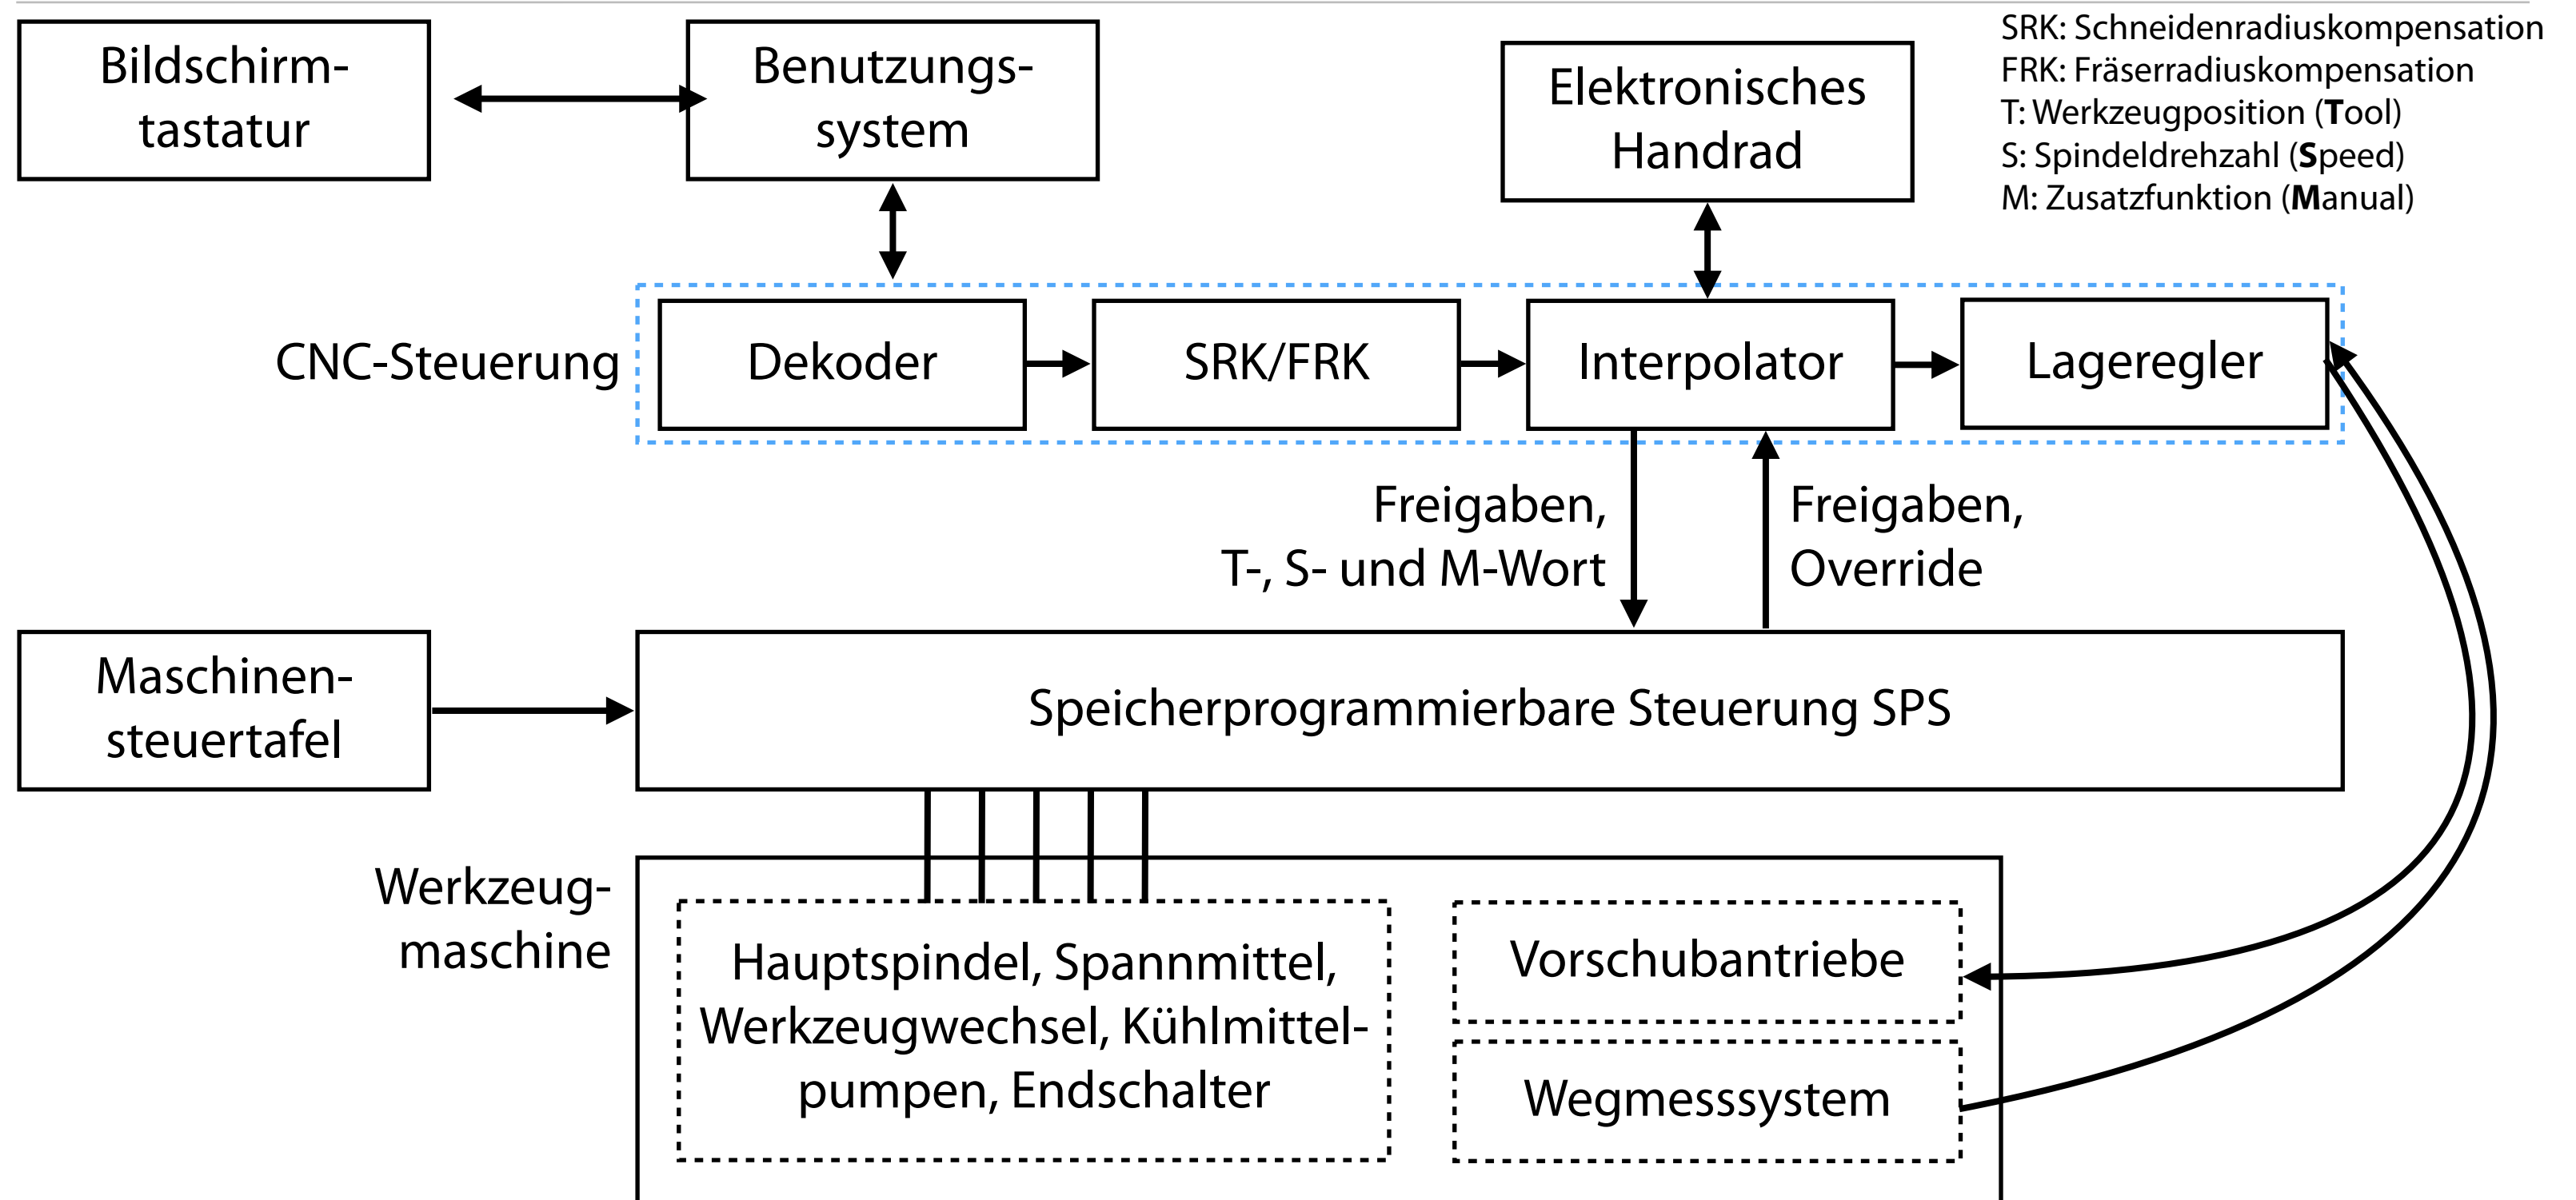 Bildschirm-
tastatur
Benutzungs-
system
Elektronisches
Handrad
SRK: Schneidenradiuskompensation
FRK: Fräserradiuskompensation
T: Werkzeugposition (Tool)
S: Spindeldrehzahl (Speed)
M: Zusatzfunktion (Manual)
CNC-Steuerung
Dekoder
SRK/FRK
Interpolator
Lageregler
Freigaben,
T-, S- und M-Wort
Freigaben,
Override
Maschinen-
steuertafel
Speicherprogrammierbare Steuerung SPS
Werkzeug-
maschine
Hauptspindel, Spannmittel,
Werkzeugwechsel, Kühlmittel-
pumpen, Endschalter
Vorschubantriebe
Wegmesssystem